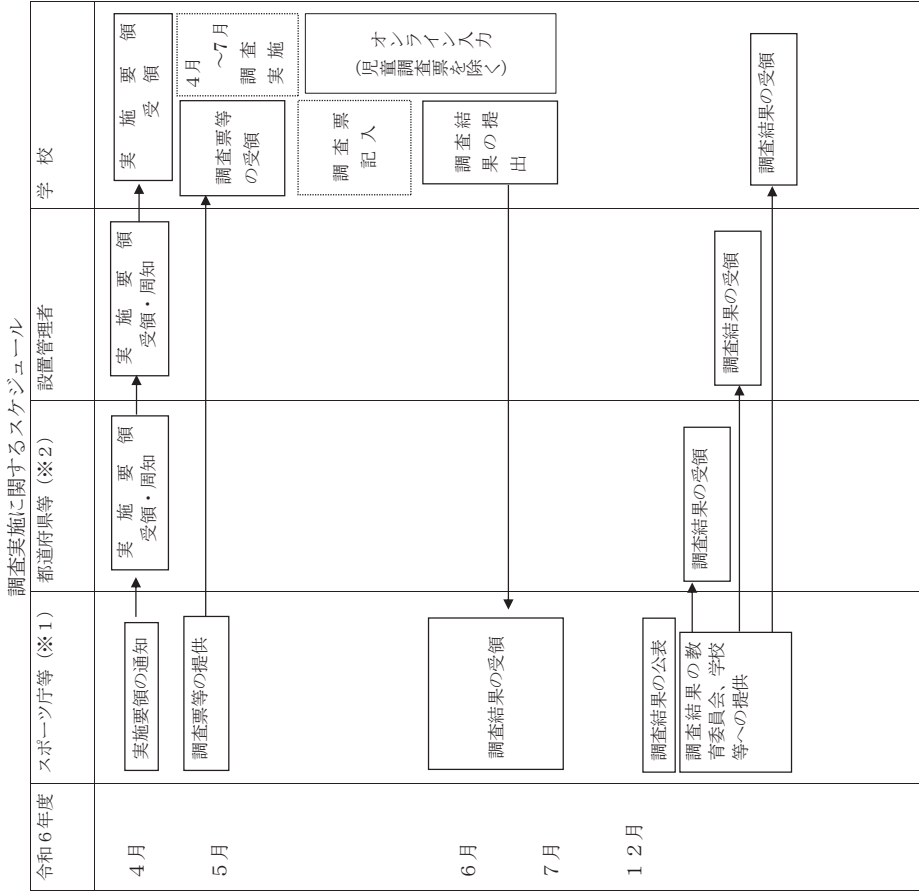 調査実施に関するスケジュール
令和６年度
スポーツ庁等（※１）
都道府県等（※２）
設置管理者
学　校
４月
実施要領の通知
実　施　要　領
受領・周知
実　施　要　領
受領・周知
実　施　要　領
受　領
５月
調査票等の提供
調査票等
の受領
４月
～７月
調　査
実　施
調　査　票
記　入
オンライン入力
(児童調査票を除く)
６月
７月
調査結果の受領
調査結
果の提
出
１２月
調査結果の公表
調査結果の教
育委員会、学校
等への提供
調査結果の受領
調査結果の受領
調査結果の受領